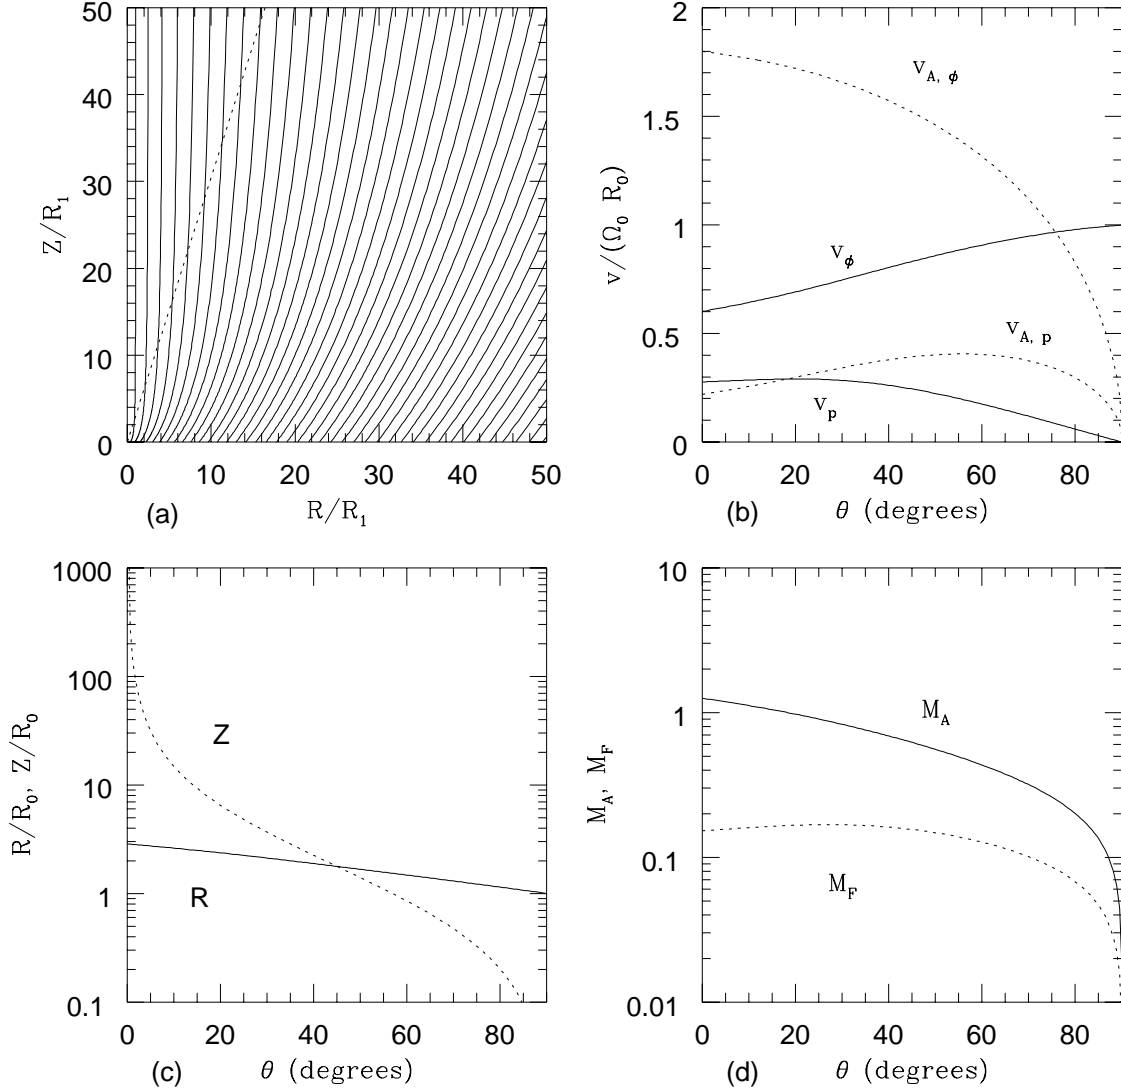 50
40
30
20
10
0
Z/R1
0 10 20 30 40 50
(a)
R/R1
2
1.5
1
0.5
0
v/(Ω0 R0)
VA, ϕ
Vϕ
VA, p
Vp
0 20 40 60 80
(b)
θ (degrees)
1000
100
10
1
0.1
R/R0, Z/R0
Z
R
0 20 40 60 80
(c)
θ (degrees)
10
1
0.1
0.01
MA, MF
MA
MF
0 20 40 60 80
(d)
θ (degrees)